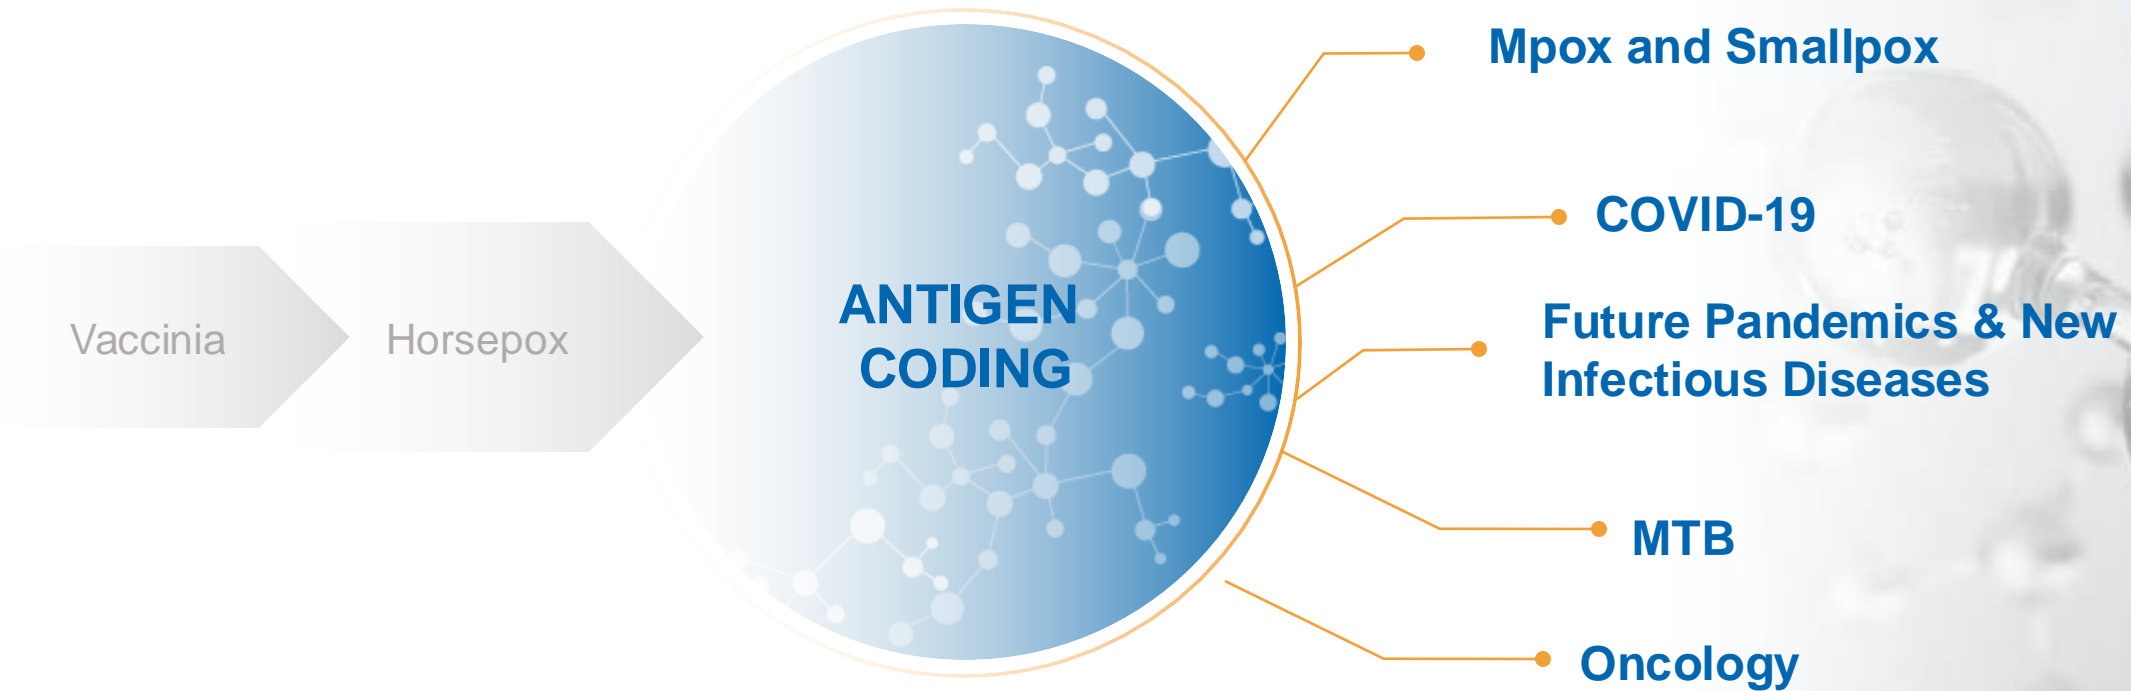 Vaccinia
Horsepox
ANTIGEN
CODING
Mpox and Smallpox
COVID-19
Future Pandemics & New
Infectious Diseases
MTB
Oncology